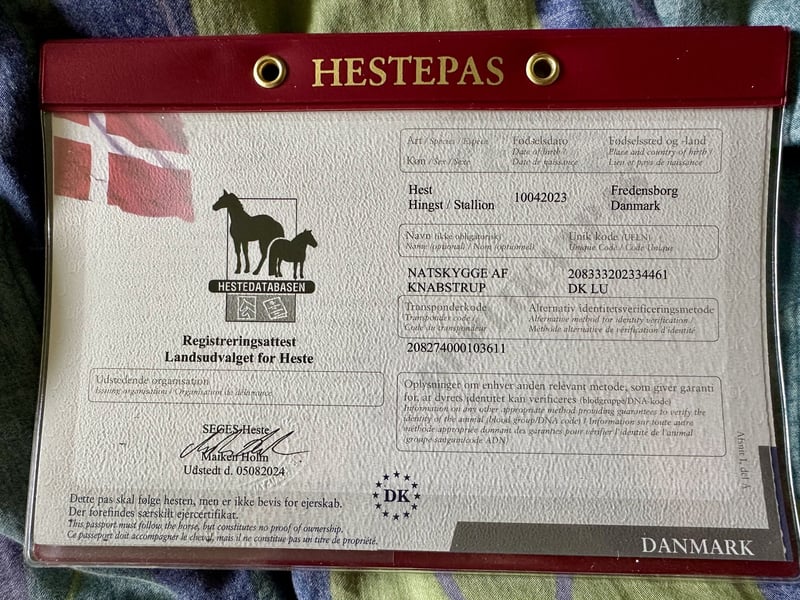 HESTEPAS
HESTEDATABASEN
Registreringsattest
Landsudvalget for Heste
Udstedende organisation
Issuing organisation / Organisation de délivrance
SEGES Heste
Maiken Holm
Udstedt d. 05082024
Art / Species / Espèce
Køn / Sex / Sexe
Fødselsdato
Date of birth /
Date de naissance
Fødselssted og -land
Place and country of birth /
Lieu et pays de naissance
Hest
Hingst / Stallion
10042023
Fredensborg
Danmark
Navn (ikke obligatorisk)
Name (optional) / Nom (optionnel)
Unik kode (UELN)
Unique Code / Code Unique
NATSKYGGE AF
KNABSTRUP
208333202334461
DK LU
Transponderkode
Transponder code /
Code du transpondeur
Alternativ identitetsverificeringsmetode
Alternative method for identity verification /
Méthode alternative de vérification d'identité
208274000103611
Oplysninger om enhver anden relevant metode, som giver garanti
for, at dyrets identitet kan verificeres (blodgruppe/DNA-kode)
Information on any other appropriate method providing guarantees to verify the
identity of the animal (blood group/DNA code) / Information sur toute autre
méthode appropriée donnant des garanties pour vérifier l'identité de l'animal
groupe sanguin/code ADN)
Dette pas skal følge hesten, men er ikke bevis for ejerskab.
Der forefindes særskilt ejercertifikat.
This passport must follow the horse, but constitutes no proof of ownership.
Ce passeport doit accompagner le cheval, mais il ne constitue pas un titre de propriété.
DK
DANMARK